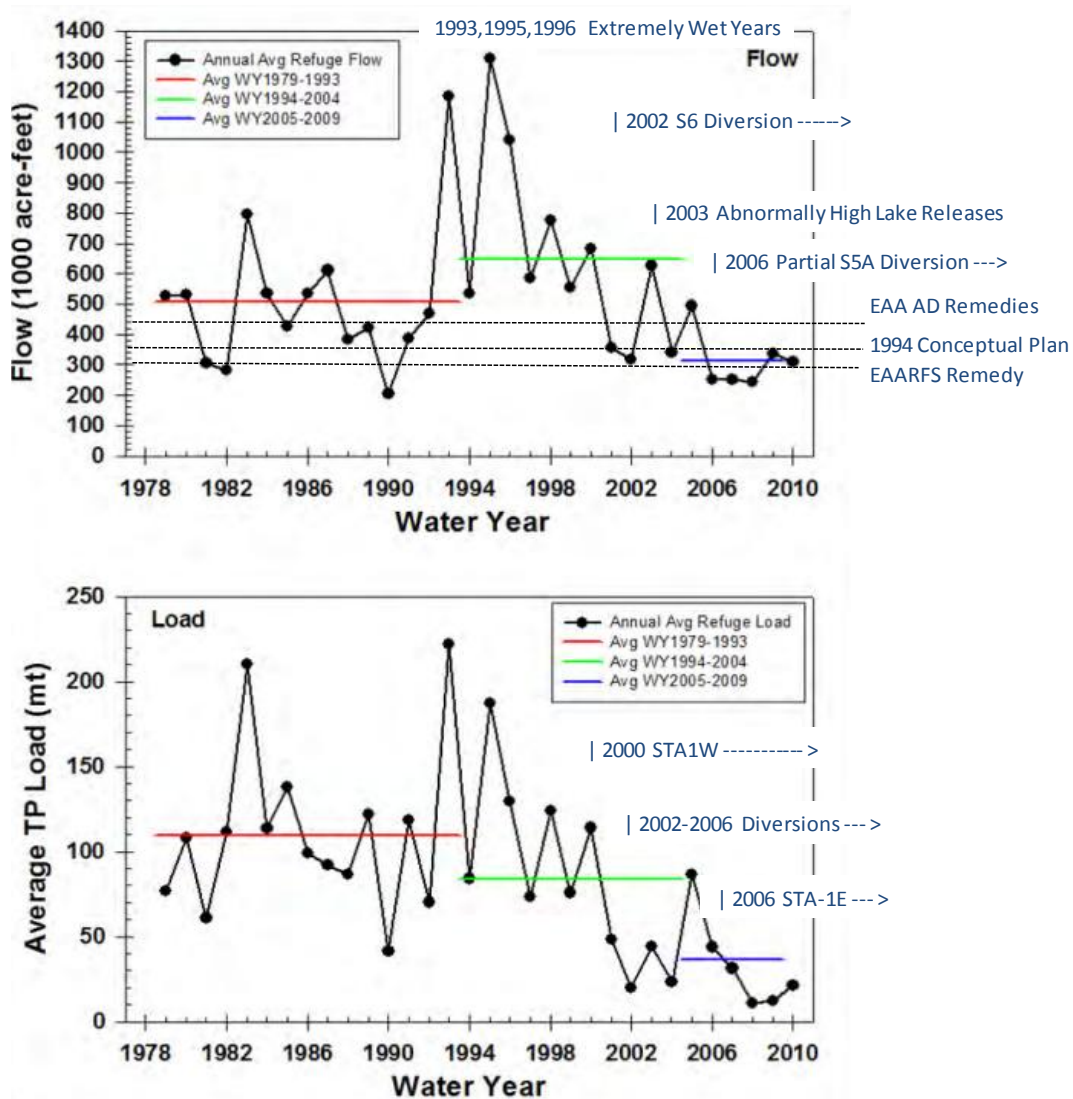 1993,1995,1996 Extremely Wet Years
Flow
Annual Avg Refuge Flow
Avg WY1979-1993
Avg WY1994-2004
Avg WY2005-2009
| 2002 S6 Diversion ------>
| 2003 Abnormally High Lake Releases
| 2006 Partial S5A Diversion --->
EAA AD Remedies
1994 Conceptual Plan
EAARFS Remedy
Flow (1000 acre-feet)
1400
1300
1200
1100
1000
900
800
700
600
500
400
300
200
100
0
1978 1982 1986 1990 1994 1998 2002 2006 2010
Water Year
Load
Annual Avg Refuge Load
Avg WY1979-1993
Avg WY1994-2004
Avg WY2005-2009
| 2000 STA1W ----------->
| 2002-2006 Diversions --->
| 2006 STA-1E --->
Average TP Load (mt)
250
200
150
100
50
0
1978 1982 1986 1990 1994 1998 2002 2006 2010
Water Year